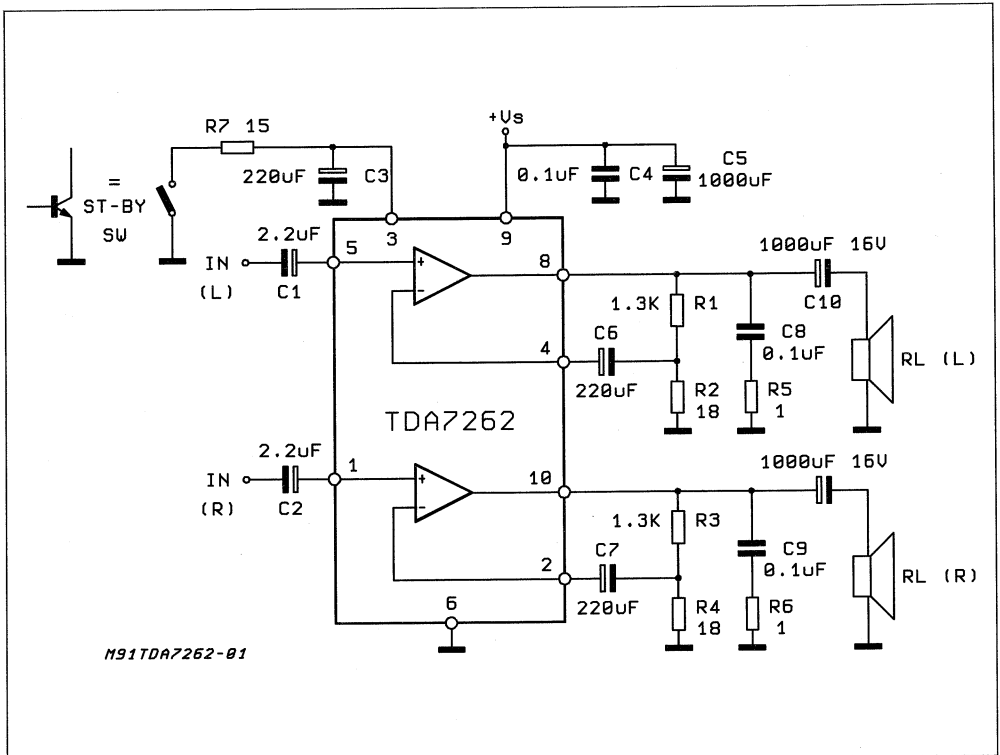 R7 15
+Vs
220uF C3
0.1uF C4
C5
1000uF
=
ST-BY
SW
3
9
2.2uF
IN
(L)
C1
5
8
1000uF 16V
C10
1.3K R1
C6
220uF
4
C8
0.1uF
RL (L)
R2
18
R5
1
TDA7262
2.2uF
IN
(R)
C2
1
10
1000uF 16V
1.3K R3
C7
220uF
2
C9
0.1uF
RL (R)
R4
18
R6
1
6
M91TDA7262-01
+
-
+
-